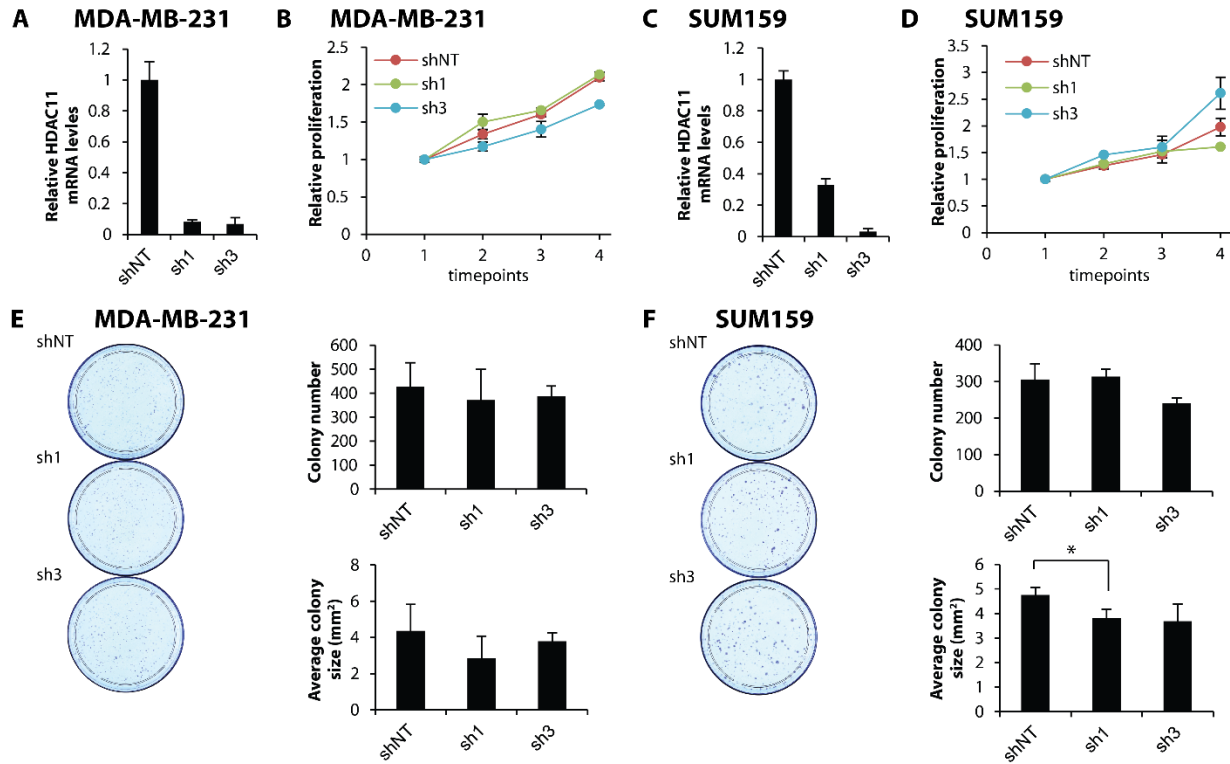 A MDA-MB-231
Relative HDAC11
mRNA levles
1.2
1
0.8
0.6
0.4
0.2
0
shNT
sh1
sh3
B MDA-MB-231
Relative proliferation
2.5
2
1.5
1
0.5
0
shNT
sh1
sh3
0 1 2 3 4
timepoints
C SUM159
Relative HDAC11
mRNA levels
1.2
1
0.8
0.6
0.4
0.2
0
shNT
sh1
sh3
D SUM159
Relative proliferation
3.5
3
2.5
2
1.5
1
0.5
0
shNT
sh1
sh3
0 1 2 3 4
timepoints
E MDA-MB-231
shNT
sh1
sh3
Colony number
600
500
400
300
200
100
0
shNT
sh1
sh3
Average colony
size (mm²)
8
6
4
2
0
shNT
sh1
sh3
F SUM159
shNT
sh1
sh3
Colony number
400
300
200
100
0
shNT
sh1
sh3
Average colony
size (mm²)
6
5
4
3
2
1
0
*
shNT
sh1
sh3